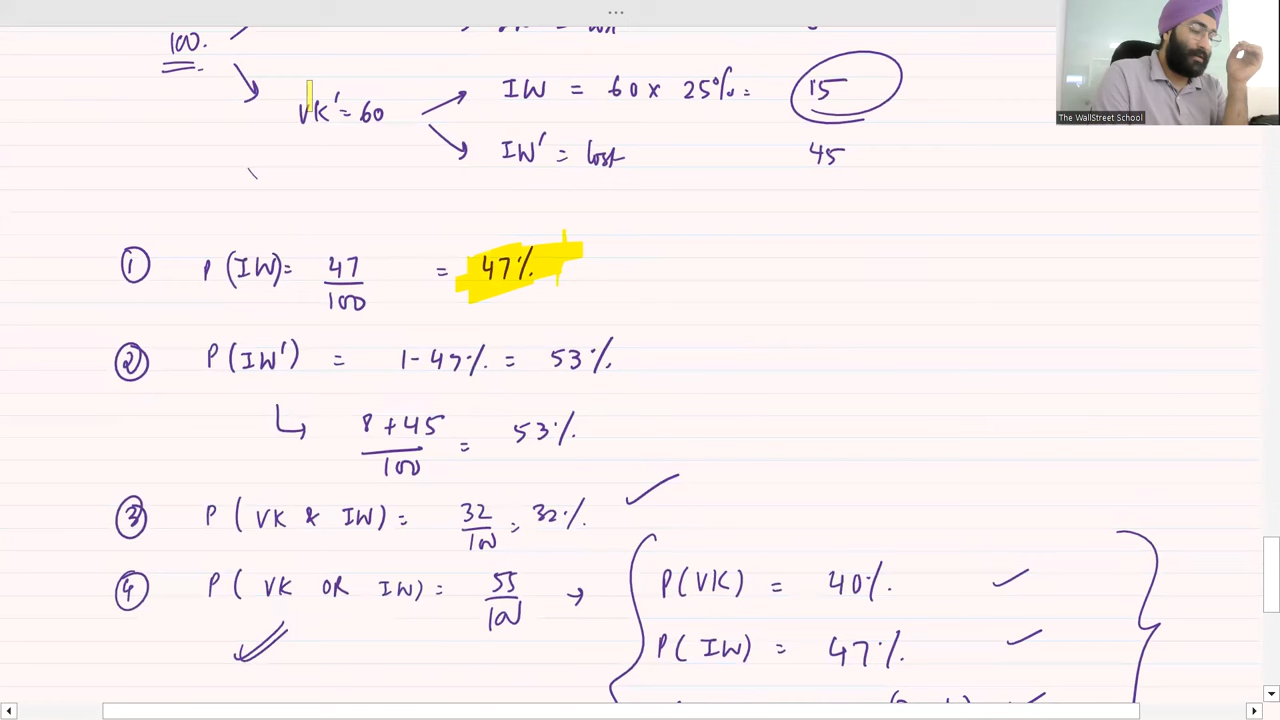 100.
IW = 60 x 25% = 15
VK' = 60
IW' = lost 45
The WallStreet School
① P(IW) = 47/100 = 47%
② P(IW') = 1 - 47% = 53%
8 + 45/100 = 53%
③ P(VK & IW) = 32/100 = 32%
④ P(VK OR IW) = 55/100 →
P(VK) = 40%
P(IW) = 47%